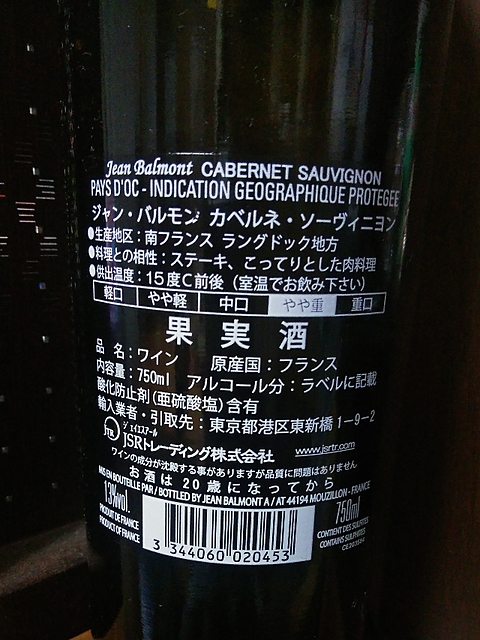 Jean Balmont CABERNET SAUVIGNON
PAYS D'OC - INDICATION GEOGRAPHIQUE PROTEGEE
ジャン・バルモン カベルネ・ソーヴィニヨン
●生産地区：南フランス ラングドック地方
●料理との相性：ステーキ、こってりとした肉料理
●供出温度：15度C前後（室温でお飲み下さい）
軽口 やや軽 中口 やや重 重口
果実酒
品 名：ワイン 原産国：フランス
内容量：750ml アルコール分：ラベルに記載
酸化防止剤（亜硫酸塩）含有
輸入業者・引取先：東京都港区東新橋1-9-2
ジェイエスアール
JSRトレーディング株式会社 www.jsrtr.com
ワインの成分が沈殿する事がありますが品質に問題はありません
お酒は20歳になってから
MIS EN BOUTEILLE PAR / BOTTLED BY JEAN BALMONT A / AT 44194 MOUZILLON - FRANCE
13%vol.
PRODUIT DE FRANCE
PRODUCT OF FRANCE
750ml
CONTIENT DES SULFITES
CONTAINS SULPHITES
3 344060 020453